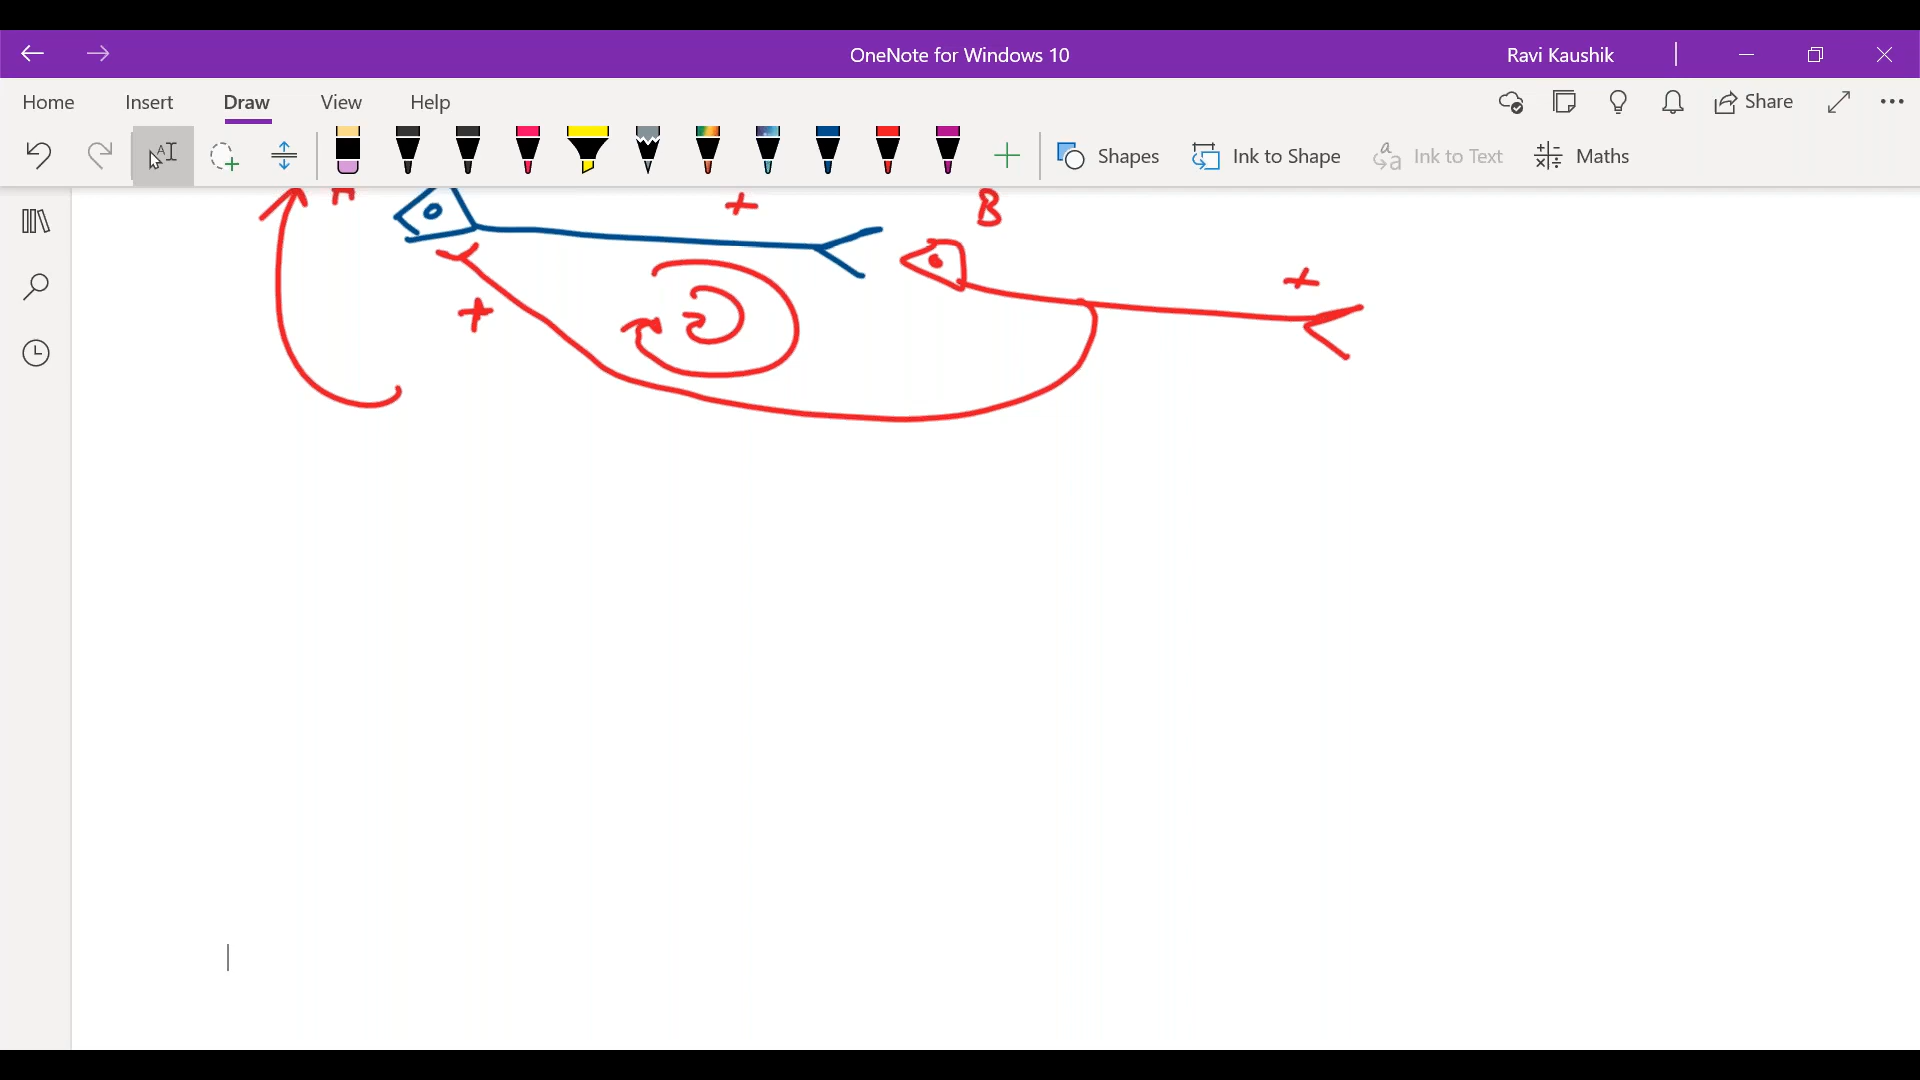 OneNote for Windows 10 Ravi Kaushik
Home Insert Draw View Help Share
Shapes Ink to Shape Ink to Text Maths
+ B
+
+